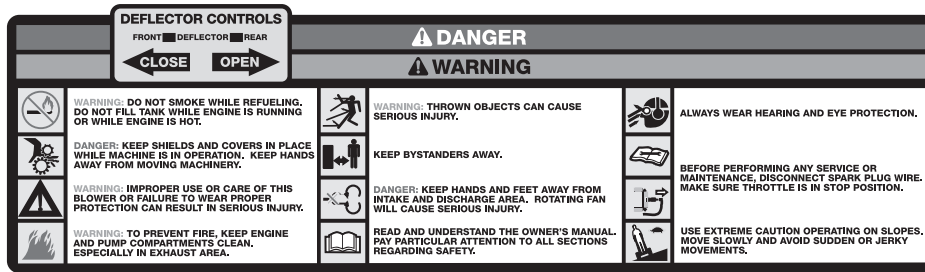 DEFLECTOR CONTROLS
FRONT DEFLECTOR REAR
CLOSE OPEN
DANGER
WARNING
WARNING: DO NOT SMOKE WHILE REFUELING.
DO NOT FILL TANK WHILE ENGINE IS RUNNING
OR WHILE ENGINE IS HOT.
DANGER: KEEP SHIELDS AND COVERS IN PLACE
WHILE MACHINE IS IN OPERATION. KEEP HANDS
AWAY FROM MOVING MACHINERY.
WARNING: IMPROPER USE OR CARE OF THIS
BLOWER OR FAILURE TO WEAR PROPER
PROTECTION CAN RESULT IN SERIOUS INJURY.
WARNING: TO PREVENT FIRE, KEEP ENGINE
AND PUMP COMPARTMENTS CLEAN.
ESPECIALLY IN EXHAUST AREA.
WARNING: THROWN OBJECTS CAN CAUSE
SERIOUS INJURY.
KEEP BYSTANDERS AWAY.
DANGER: KEEP HANDS AND FEET AWAY FROM
INTAKE AND DISCHARGE AREA. ROTATING FAN
WILL CAUSE SERIOUS INJURY.
READ AND UNDERSTAND THE OWNER'S MANUAL.
PAY PARTICULAR ATTENTION TO ALL SECTIONS
REGARDING SAFETY.
ALWAYS WEAR HEARING AND EYE PROTECTION.
BEFORE PERFORMING ANY SERVICE OR
MAINTENANCE, DISCONNECT SPARK PLUG WIRE.
MAKE SURE THROTTLE IS IN STOP POSITION.
USE EXTREME CAUTION OPERATING ON SLOPES.
MOVE SLOWLY AND AVOID SUDDEN OR JERKY
MOVEMENTS.